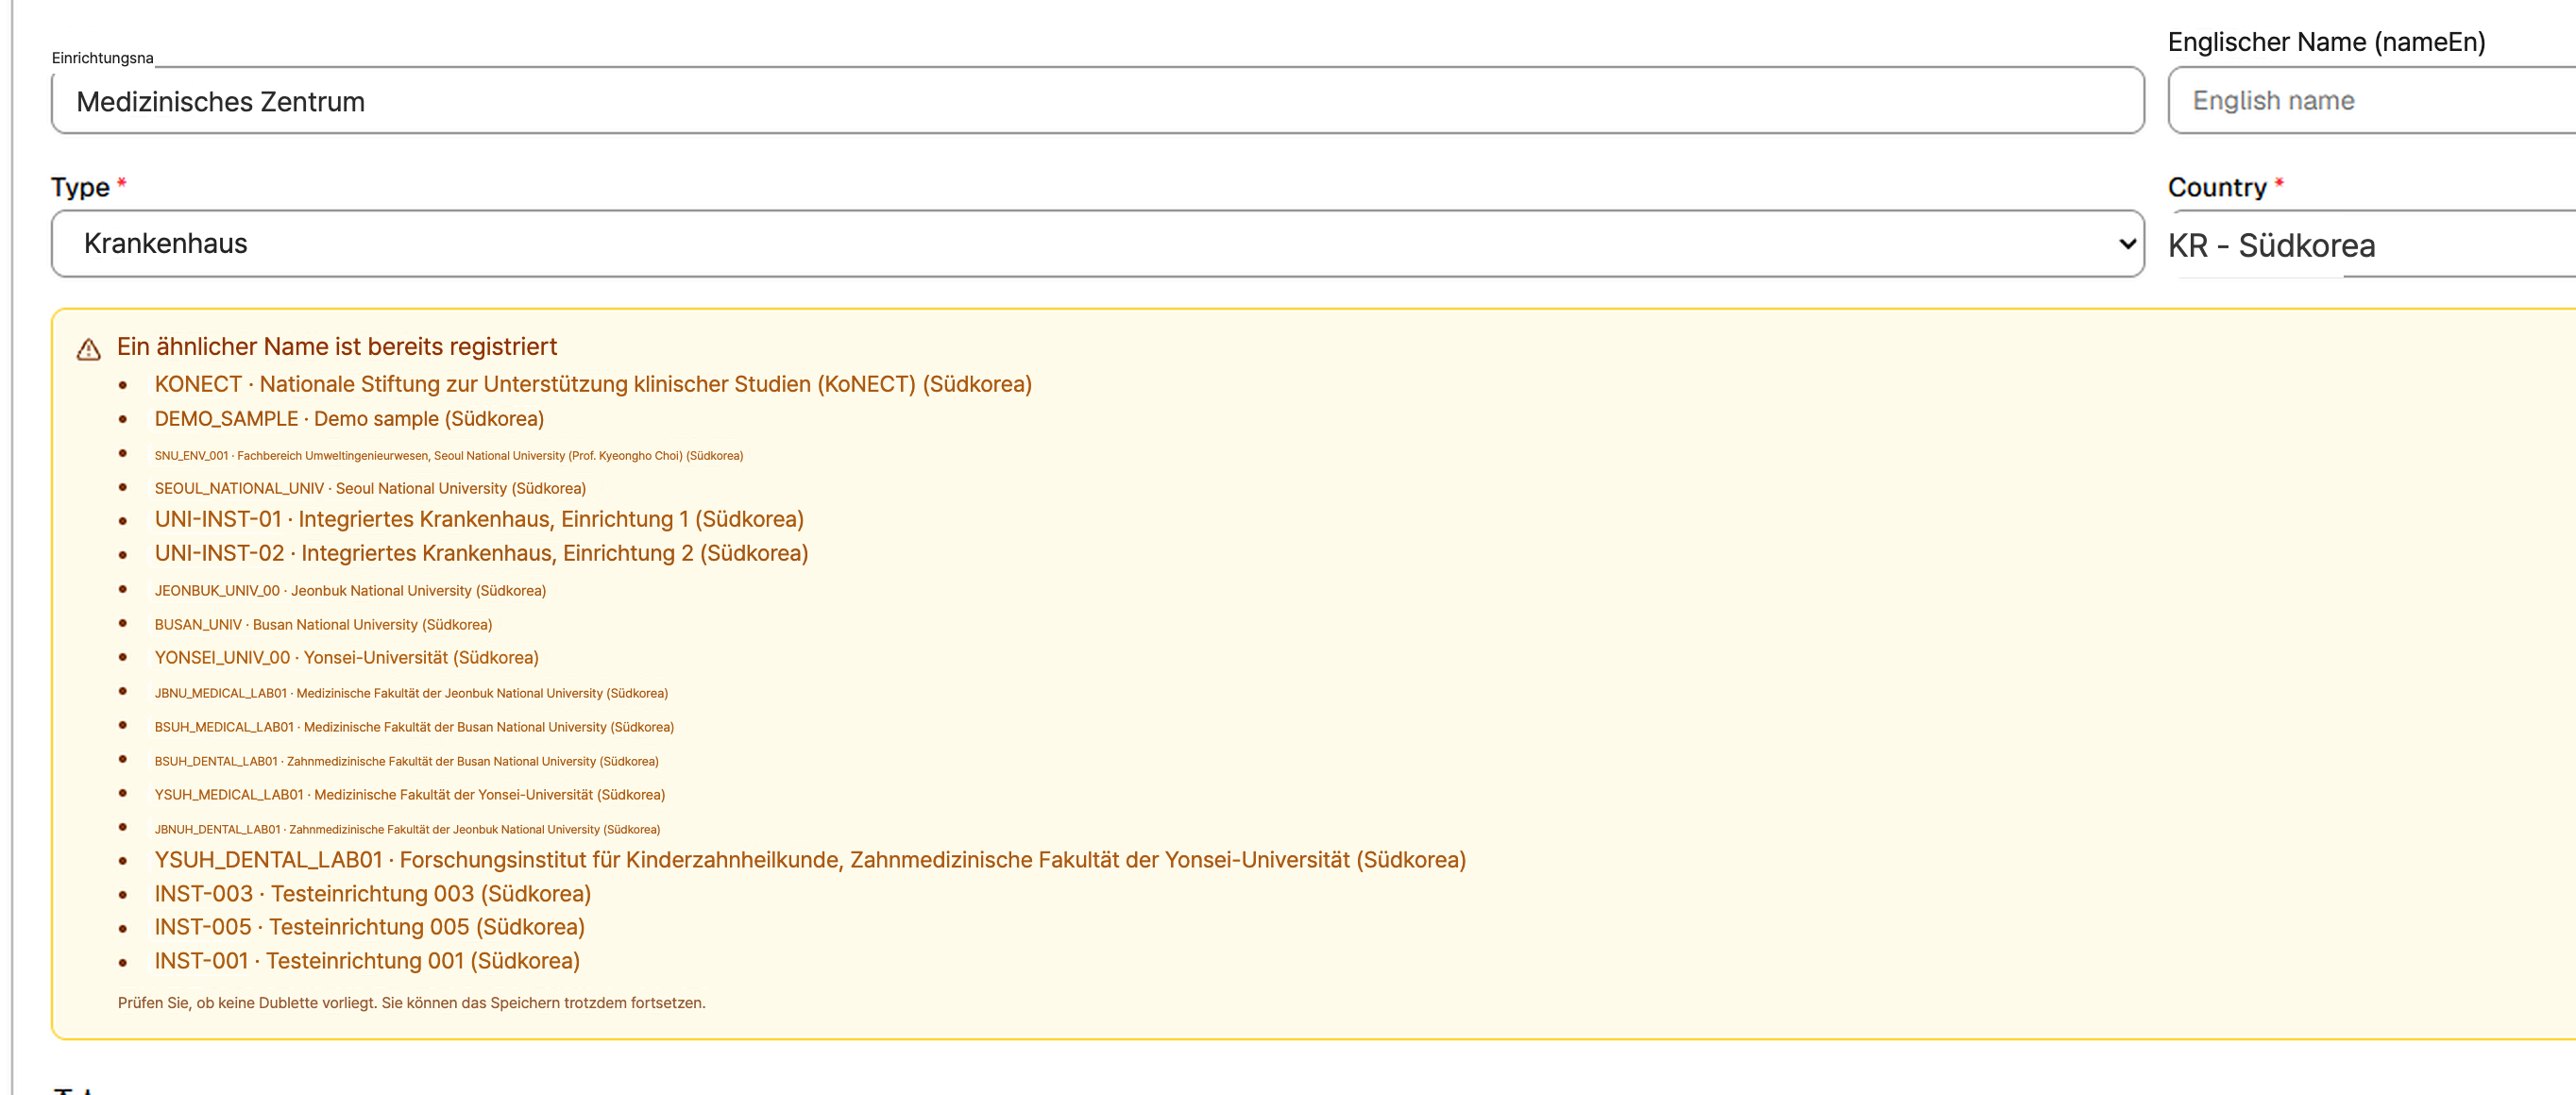 Einrichtungsna
Englischer Name (nameEn)
Medizinisches Zentrum
English name
Type *
Country *
Krankenhaus
KR - Südkorea
Ein ähnlicher Name ist bereits registriert
KONECT · Nationale Stiftung zur Unterstützung klinischer Studien (KoNECT) (Südkorea)
DEMO_SAMPLE · Demo sample (Südkorea)
SNU_ENV_001 · Fachbereich Umweltingenieurwesen, Seoul National University (Prof. Kyeongho Choi) (Südkorea)
SEOUL_NATIONAL_UNIV · Seoul National University (Südkorea)
UNI-INST-01 · Integriertes Krankenhaus, Einrichtung 1 (Südkorea)
UNI-INST-02 · Integriertes Krankenhaus, Einrichtung 2 (Südkorea)
JEONBUK_UNIV_00 · Jeonbuk National University (Südkorea)
BUSAN_UNIV · Busan National University (Südkorea)
YONSEI_UNIV_00 · Yonsei-Universität (Südkorea)
JBNU_MEDICAL_LAB01 · Medizinische Fakultät der Jeonbuk National University (Südkorea)
BSUH_MEDICAL_LAB01 · Medizinische Fakultät der Busan National University (Südkorea)
BSUH_DENTAL_LAB01 · Zahnmedizinische Fakultät der Busan National University (Südkorea)
YSUH_MEDICAL_LAB01 · Medizinische Fakultät der Yonsei-Universität (Südkorea)
JBNUH_DENTAL_LAB01 · Zahnmedizinische Fakultät der Jeonbuk National University (Südkorea)
YSUH_DENTAL_LAB01 · Forschungsinstitut für Kinderzahnheilkunde, Zahnmedizinische Fakultät der Yonsei-Universität (Südkorea)
INST-003 · Testeinrichtung 003 (Südkorea)
INST-005 · Testeinrichtung 005 (Südkorea)
INST-001 · Testeinrichtung 001 (Südkorea)
Prüfen Sie, ob keine Dublette vorliegt. Sie können das Speichern trotzdem fortsetzen.